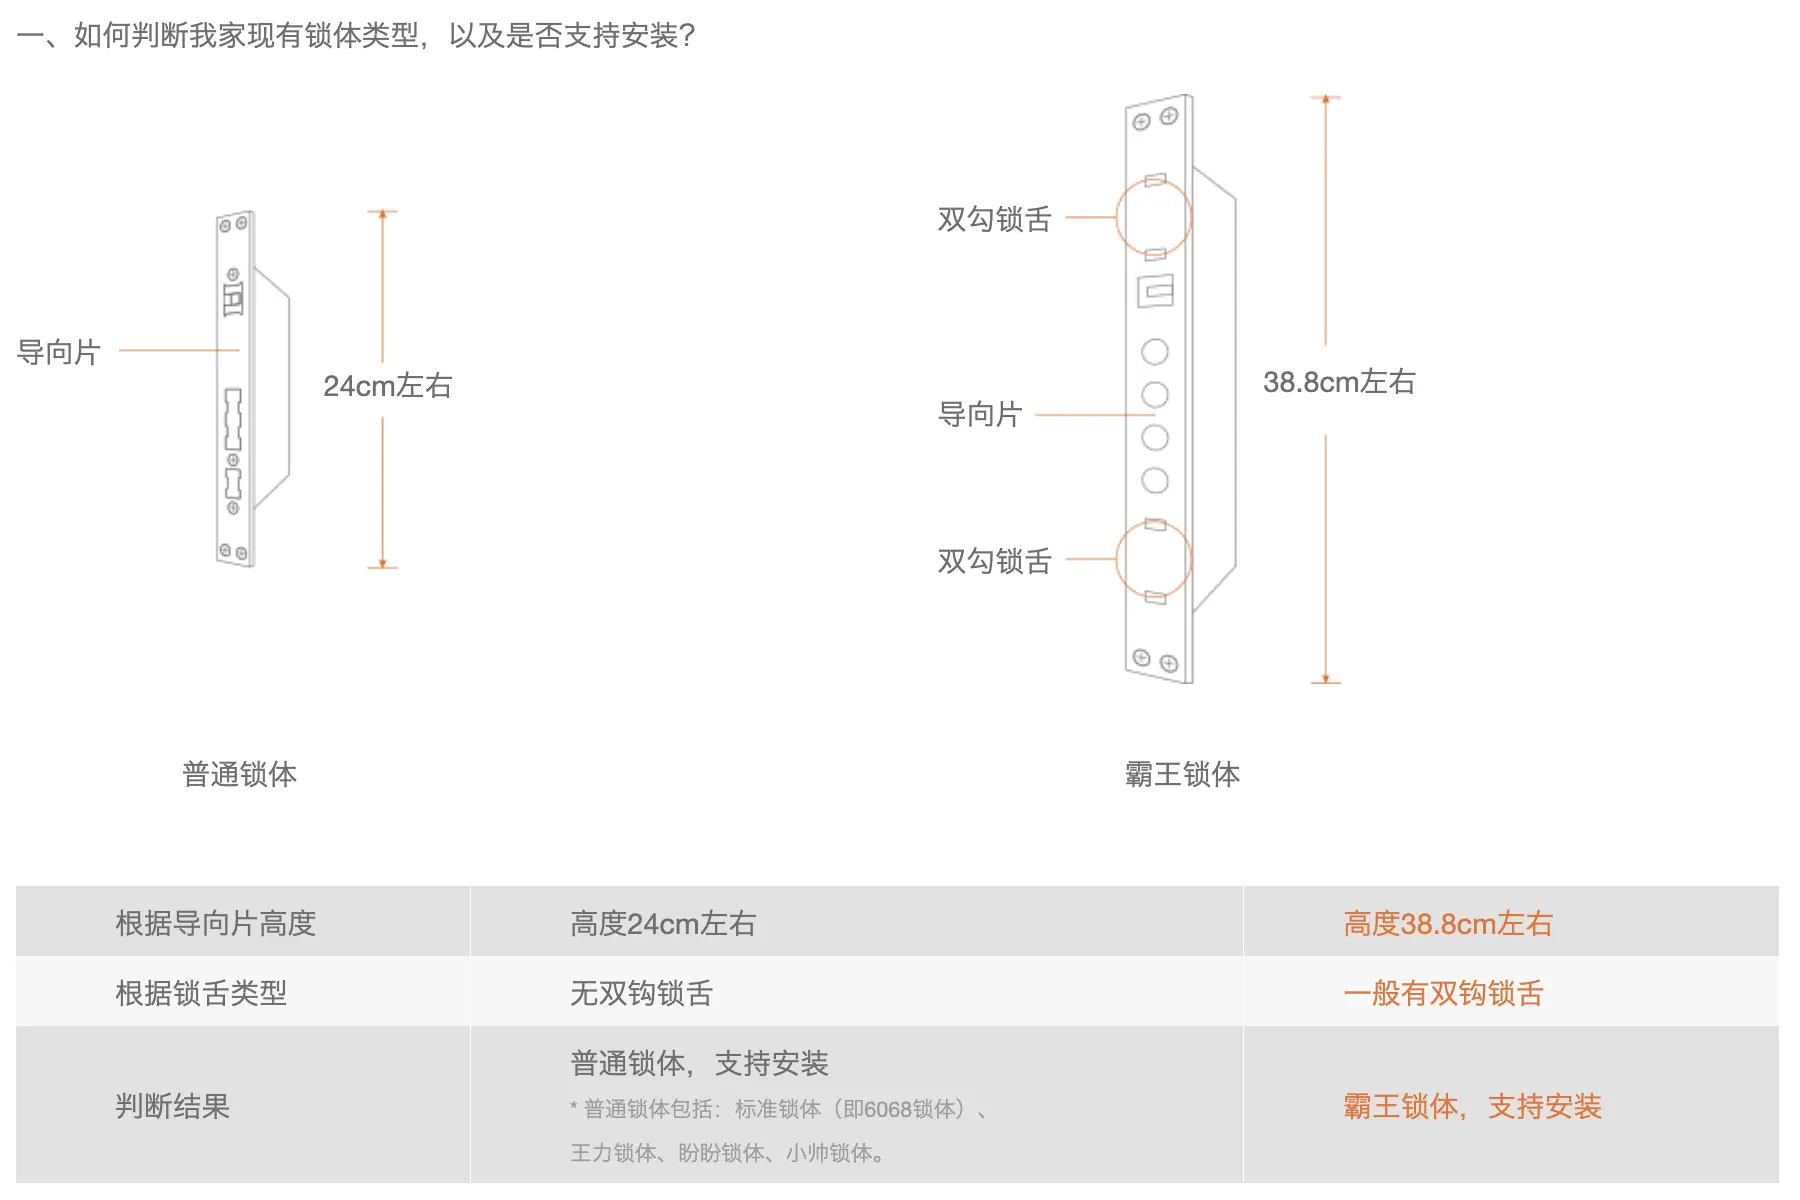 一、如何判断我家现有锁体类型，以及是否支持安装？
导向片
24cm左右
普通锁体
双勾锁舌
导向片
双勾锁舌
38.8cm左右
霸王锁体
根据导向片高度
高度24cm左右
高度38.8cm左右
根据锁舌类型
无双钩锁舌
一般有双钩锁舌
判断结果
普通锁体，支持安装
* 普通锁体包括：标准锁体（即6068锁体）、
王力锁体、盼盼锁体、小帅锁体。
霸王锁体，支持安装